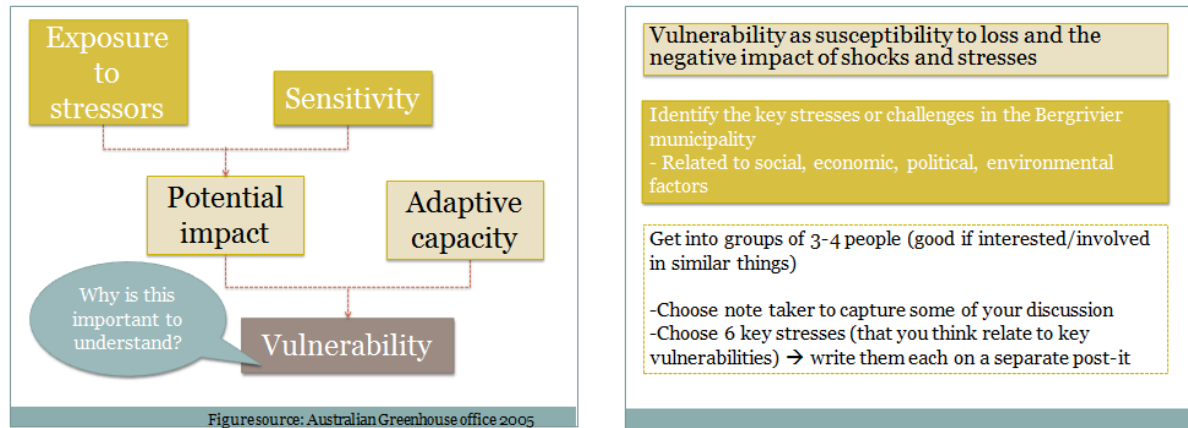 Exposure
to
stressors
Sensitivity
Potential
impact
Adaptive
capacity
Why is this
important to
understand?
Vulnerability
Figure source: Australian Greenhouse office 2005
Vulnerability as susceptibility to loss and the
negative impact of shocks and stresses
Identify the key stresses or challenges in the Bergrivier
municipality
- Related to social, economic, political, environmental
factors
Get into groups of 3-4 people (good if interested/involved
in similar things)
-Choose note taker to capture some of your discussion
-Choose 6 key stresses (that you think relate to key
vulnerabilities) → write them each on a separate post-it